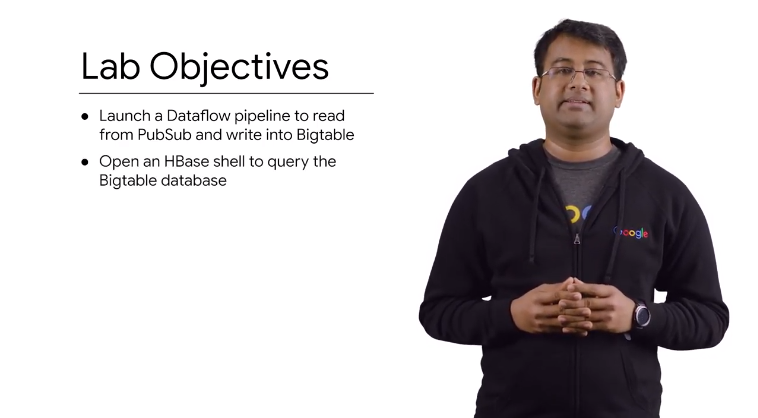 Lab Objectives
● Launch a Dataflow pipeline to read
from PubSub and write into Bigtable
● Open an HBase shell to query the
Bigtable database
Google